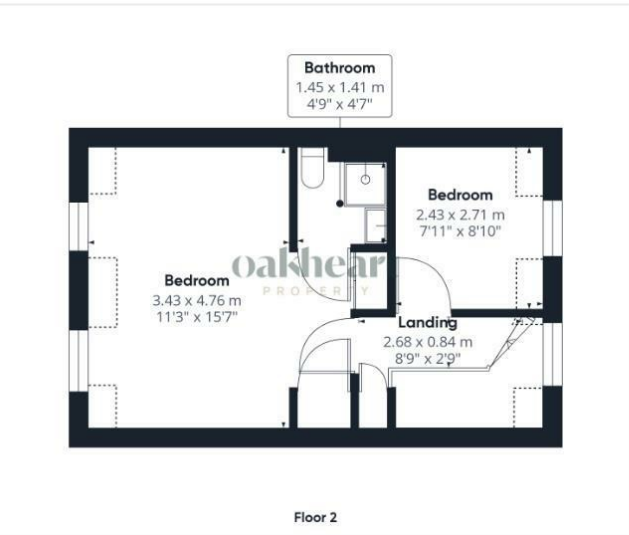 Bathroom
1.45 x 1.41 m
4'9" x 4'7"
Bedroom
2.43 x 2.71 m
7'11" x 8'10"
oakhear
PROPERTY
Bedroom
3.43 x 4.76 m
11'3" x 15'7"
Landing
2.68 x 0.84 m
8'9" x 2'9"
Floor 2